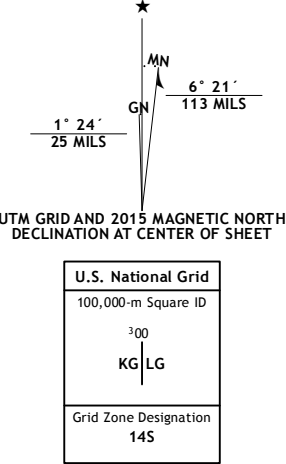 ★
MN
GN
6° 21´
113 MILS
1° 24´
25 MILS
UTM GRID AND 2015 MAGNETIC NORTH
DECLINATION AT CENTER OF SHEET
U.S. National Grid
100,000-m Square ID
³00
KG LG
Grid Zone Designation
14S